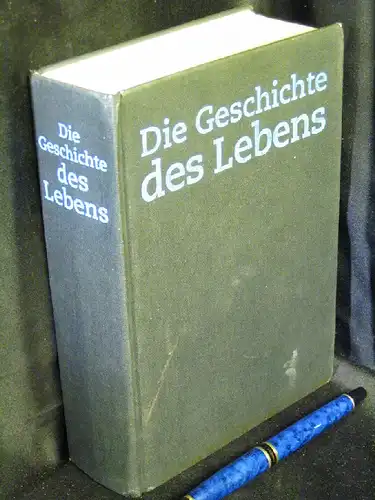 Die
Geschichte
des
Lebens
Die Geschichte
des Lebens